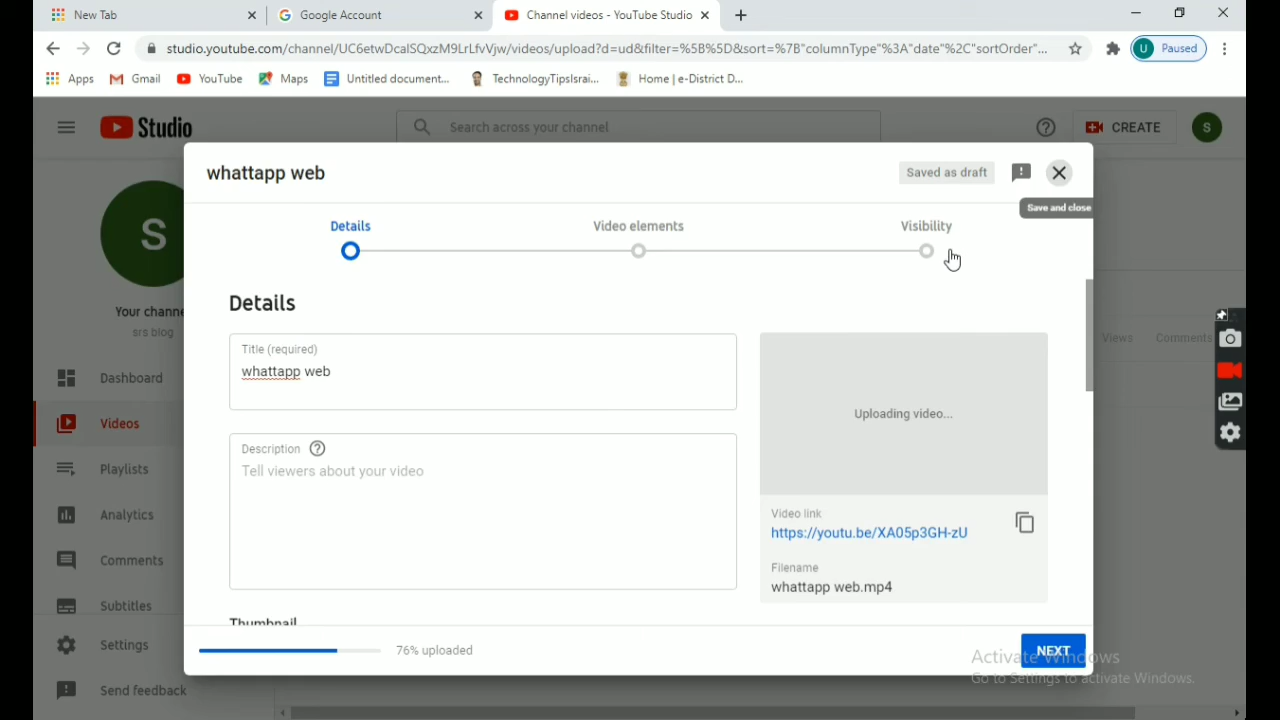 New Tab
Google Account
Channel videos - YouTube Studio
studio.youtube.com/channel/UC6etwDcalSQxzM9LrLfvVjw/videos/upload?d=ud&filter=%5B%5D&sort=%7B"columnType"%3A"date"%2C"sortOrder"...
U Paused
Apps
Gmail
YouTube
Maps
Untitled document...
TechnologyTipsIsrai...
Home | e-District D...
Studio
Search across your channel
CREATE
S
whattapp web
Saved as draft
Save and close
Details
Video elements
Visibility
S
Your channe
srs blog
Dashboard
Videos
Playlists
Analytics
Comments
Subtitles
Settings
Send feedback
Details
Title (required)
whattapp web
Description
Tell viewers about your video
Thumbnail
Uploading video...
Video link
https://youtu.be/XA05p3GH-zU
Filename
whattapp web.mp4
Views
Comments
76% uploaded
NEXT
Activate Windows
Go to Settings to activate Windows.